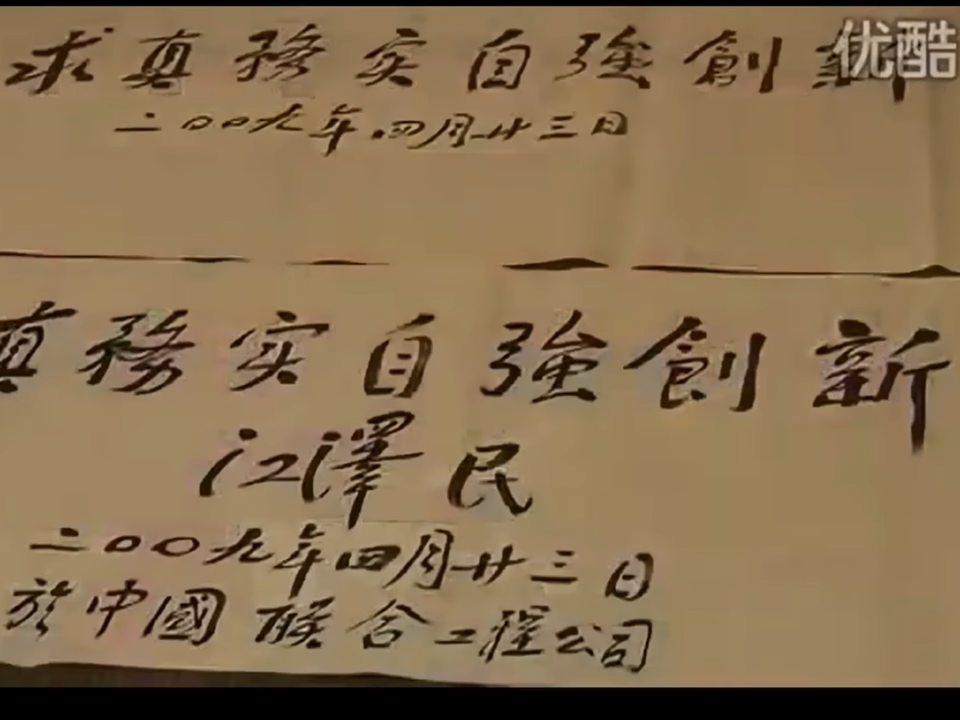 优酷
求真務实自強創新
二〇〇九年四月廿三日
真務实自強創新
江澤民
二〇〇九年四月廿三日
於中國联合工程公司